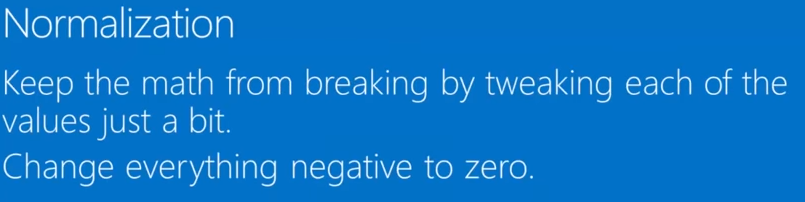 Normalization
Keep the math from breaking by tweaking each of the
values just a bit.
Change everything negative to zero.